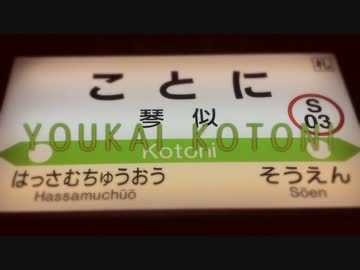 札
ことに
琴似
S
03
YOUKAI KOTONI
Kotoni
はっさむちゅうおう
そうえん
Hassamuchūō
Sōen